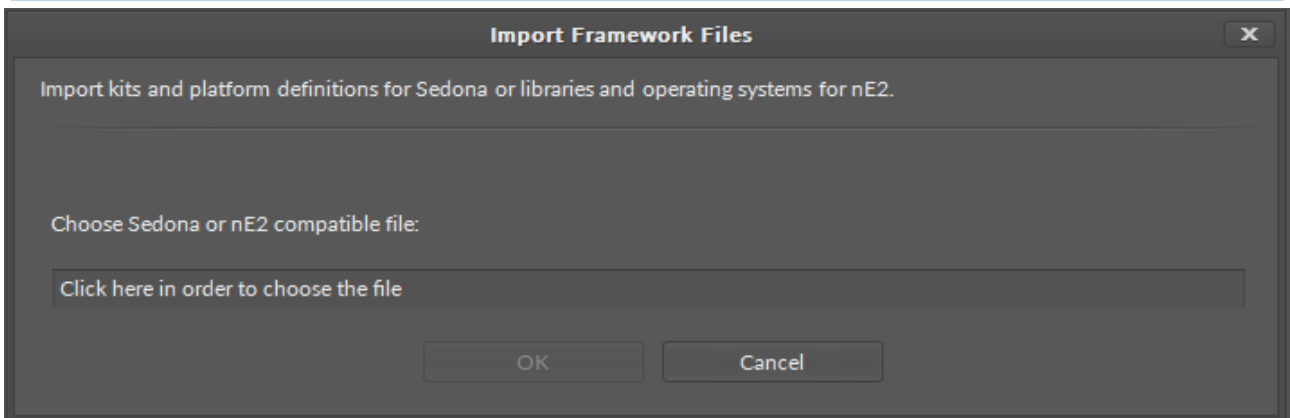 Import Framework Files
x
Import kits and platform definitions for Sedona or libraries and operating systems for nE2.
Choose Sedona or nE2 compatible file:
Click here in order to choose the file
OK
Cancel